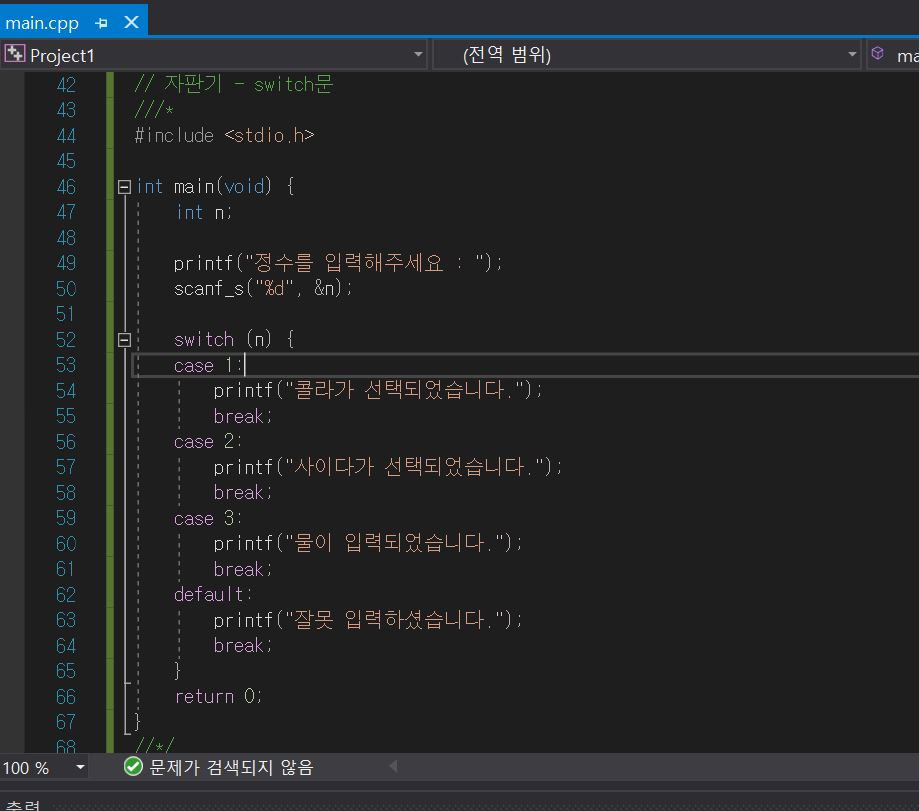 main.cpp
Project1 (전역 범위) ma
42 // 자판기 - switch문
43 ///*
44 #include <stdio.h>
45
46 int main(void) {
47 int n;
48
49 printf("정수를 입력해주세요 : ");
50 scanf_s("%d", &n);
51
52 switch (n) {
53 case 1:
54 printf("콜라가 선택되었습니다.");
55 break;
56 case 2:
57 printf("사이다가 선택되었습니다.");
58 break;
59 case 3:
60 printf("물이 입력되었습니다.");
61 break;
62 default:
63 printf("잘못 입력하셨습니다.");
64 break;
65 }
66 return 0;
67 }
68 //*/
100 % 문제가 검색되지 않음
출력